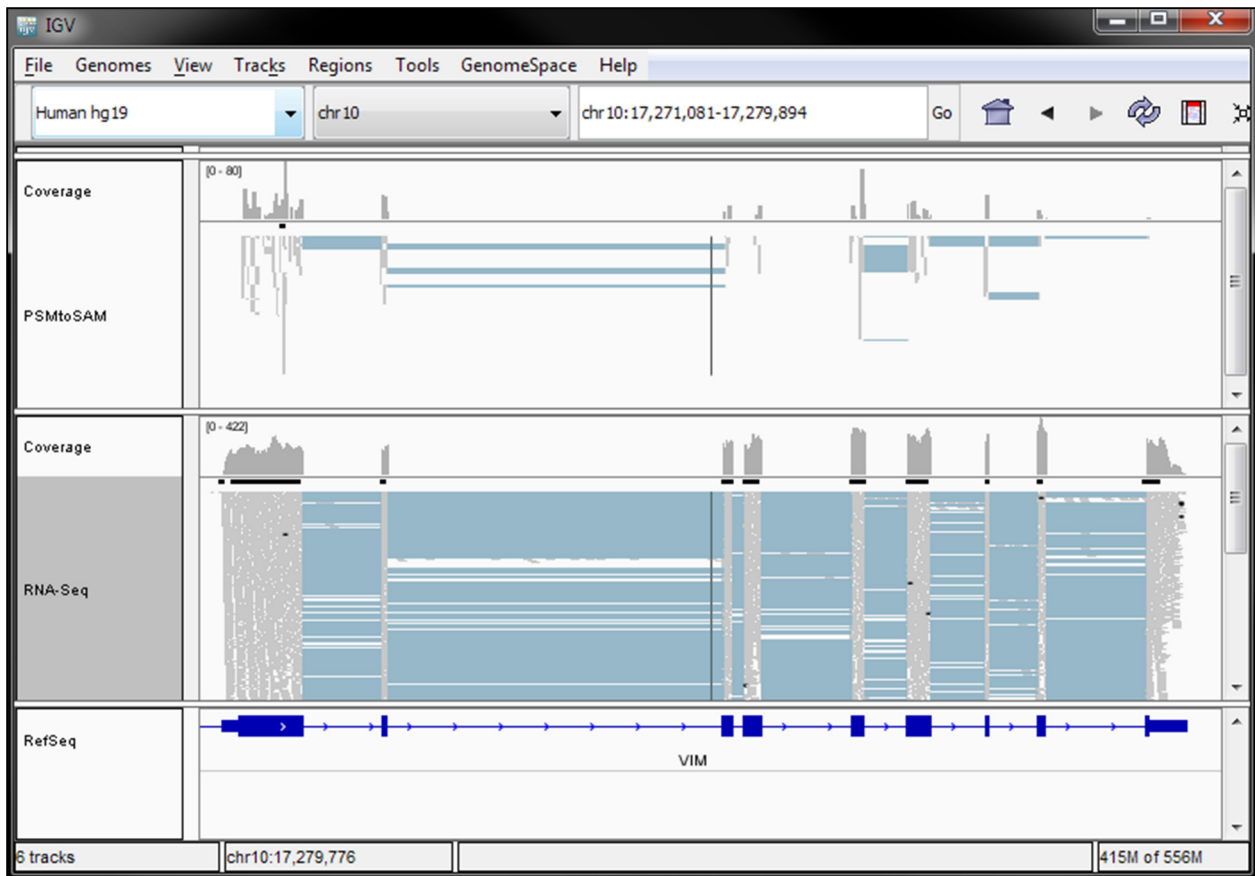 IGV
File Genomes View Tracks Regions Tools GenomeSpace Help
Human hg19 chr10 chr10:17,271,081-17,279,894 Go
[0 - 80]
Coverage
PSMtoSAM
[0 - 422]
Coverage
RNA-Seq
RefSeq
VIM
6 tracks chr10:17,279,776 415M of 556M